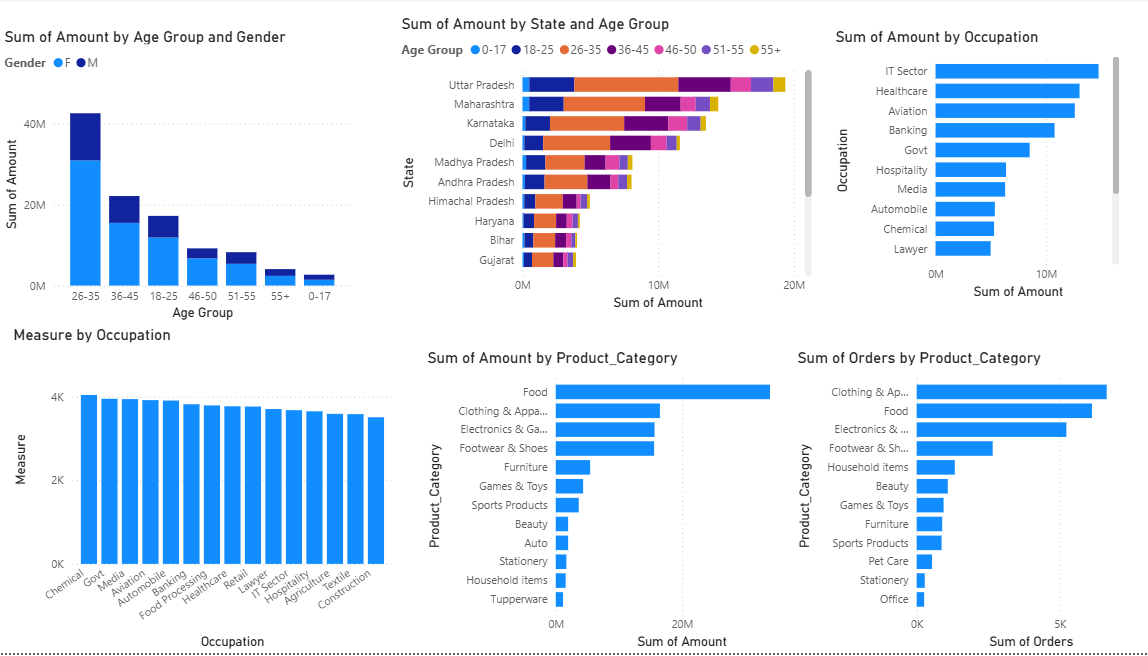 Sum of Amount by Age Group and Gender
Gender F M
Sum of Amount
40M
20M
0M
26-35 36-45 18-25 46-50 51-55 55+ 0-17
Age Group
Sum of Amount by State and Age Group
Age Group 0-17 18-25 26-35 36-45 46-50 51-55 55+
State
Uttar Pradesh
Maharashtra
Karnataka
Delhi
Madhya Pradesh
Andhra Pradesh
Himachal Pradesh
Haryana
Bihar
Gujarat
0M 10M 20M
Sum of Amount
Sum of Amount by Occupation
Occupation
IT Sector
Healthcare
Aviation
Banking
Govt
Hospitality
Media
Automobile
Chemical
Lawyer
0M 10M
Sum of Amount
Measure by Occupation
Measure
4K
2K
0K
Chemical Govt Media Aviation Automobile Banking Food Processing Healthcare Retail Lawyer IT Sector Hospitality Agriculture Textile Construction
Occupation
Sum of Amount by Product_Category
Product_Category
Food
Clothing & Appa...
Electronics & Ga...
Footwear & Shoes
Furniture
Games & Toys
Sports Products
Beauty
Auto
Stationery
Household items
Tupperware
0M 20M
Sum of Amount
Sum of Orders by Product_Category
Product_Category
Clothing & Ap...
Food
Electronics & ...
Footwear & Sh...
Household items
Beauty
Games & Toys
Furniture
Sports Products
Pet Care
Stationery
Office
0K 5K
Sum of Orders